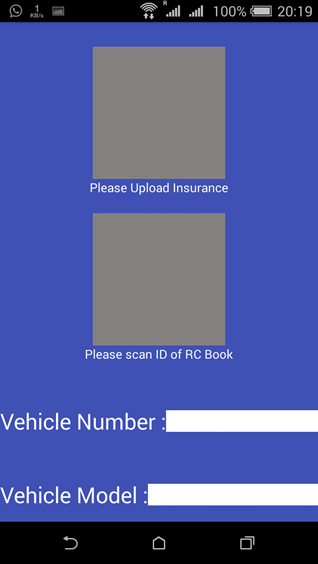 1
KB/s
R
100%
20:19
Please Upload Insurance
Please scan ID of RC Book
Vehicle Number :
Vehicle Model :